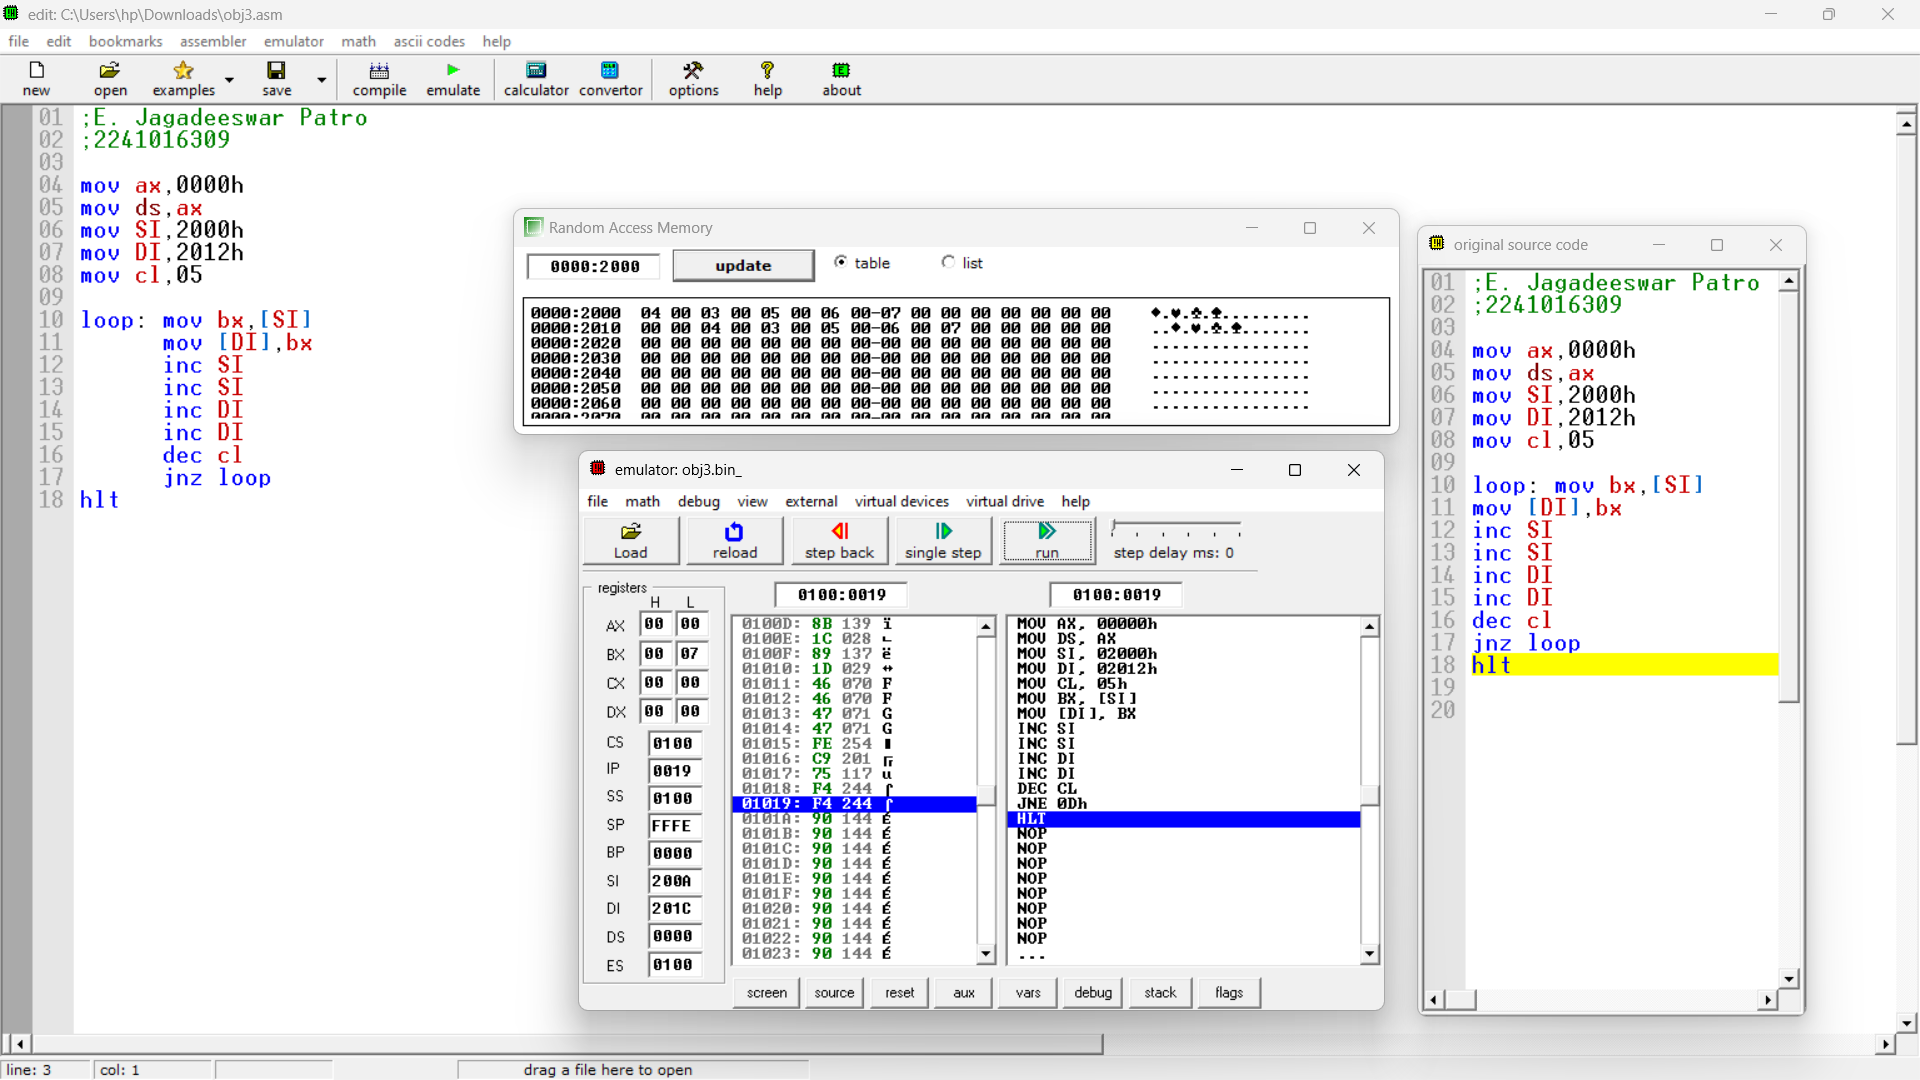 edit: C:\Users\hp\Downloads\obj3.asm
file edit bookmarks assembler emulator math ascii codes help
new open examples save compile emulate calculator convertor options help about
01 ;E. Jagadeeswar Patro
02 ;2241016309
03
04 mov ax,0000h
05 mov ds,ax
06 mov SI,2000h
07 mov DI,2012h
08 mov cl,05
09
10 loop: mov bx,[SI]
11 mov [DI],bx
12 inc SI
13 inc SI
14 inc DI
15 inc DI
16 dec cl
17 jnz loop
18 hlt
Random Access Memory
0000:2000 update table list
0000:2000 04 00 03 00 05 00 06 00-07 00 00 00 00 00 00 00 ♦.♥.♣.♠.........
0000:2010 00 00 04 00 03 00 05 00-06 00 07 00 00 00 00 00 ..♦.♥.♣.♠.......
0000:2020 00 00 00 00 00 00 00 00-00 00 00 00 00 00 00 00 ................
0000:2030 00 00 00 00 00 00 00 00-00 00 00 00 00 00 00 00 ................
0000:2040 00 00 00 00 00 00 00 00-00 00 00 00 00 00 00 00 ................
0000:2050 00 00 00 00 00 00 00 00-00 00 00 00 00 00 00 00 ................
0000:2060 00 00 00 00 00 00 00 00-00 00 00 00 00 00 00 00 ................
0000:2070 00 00 00 00 00 00 00 00-00 00 00 00 00 00 00 00
emulator: obj3.bin_
file math debug view external virtual devices virtual drive help
Load reload step back single step run step delay ms: 0
registers
H L
AX 00 00
BX 00 07
CX 00 00
DX 00 00
CS 0100
IP 0019
SS 0100
SP FFFE
BP 0000
SI 200A
DI 201C
DS 0000
ES 0100
0100:0019
0100D: 8B 139 ï
0100E: 1C 028 ∟
0100F: 89 137 ë
01010: 1D 029 ↔
01011: 46 070 F
01012: 46 070 F
01013: 47 071 G
01014: 47 071 G
01015: FE 254 ■
01016: C9 201 ╔
01017: 75 117 u
01018: F4 244 ⌠
01019: F4 244 ⌠
0101A: 90 144 É
0101B: 90 144 É
0101C: 90 144 É
0101D: 90 144 É
0101E: 90 144 É
0101F: 90 144 É
01020: 90 144 É
01021: 90 144 É
01022: 90 144 É
01023: 90 144 É
0100:0019
MOV AX, 00000h
MOV DS, AX
MOV SI, 02000h
MOV DI, 02012h
MOV CL, 05h
MOV BX, [SI]
MOV [DI], BX
INC SI
INC SI
INC DI
INC DI
DEC CL
JNE 0Dh
HLT
NOP
NOP
NOP
NOP
NOP
NOP
NOP
NOP
...
screen source reset aux vars debug stack flags
original source code
01 ;E. Jagadeeswar Patro
02 ;2241016309
03
04 mov ax,0000h
05 mov ds,ax
06 mov SI,2000h
07 mov DI,2012h
08 mov cl,05
09
10 loop: mov bx,[SI]
11 mov [DI],bx
12 inc SI
13 inc SI
14 inc DI
15 inc DI
16 dec cl
17 jnz loop
18 hlt
19
20
line: 3 col: 1 drag a file here to open